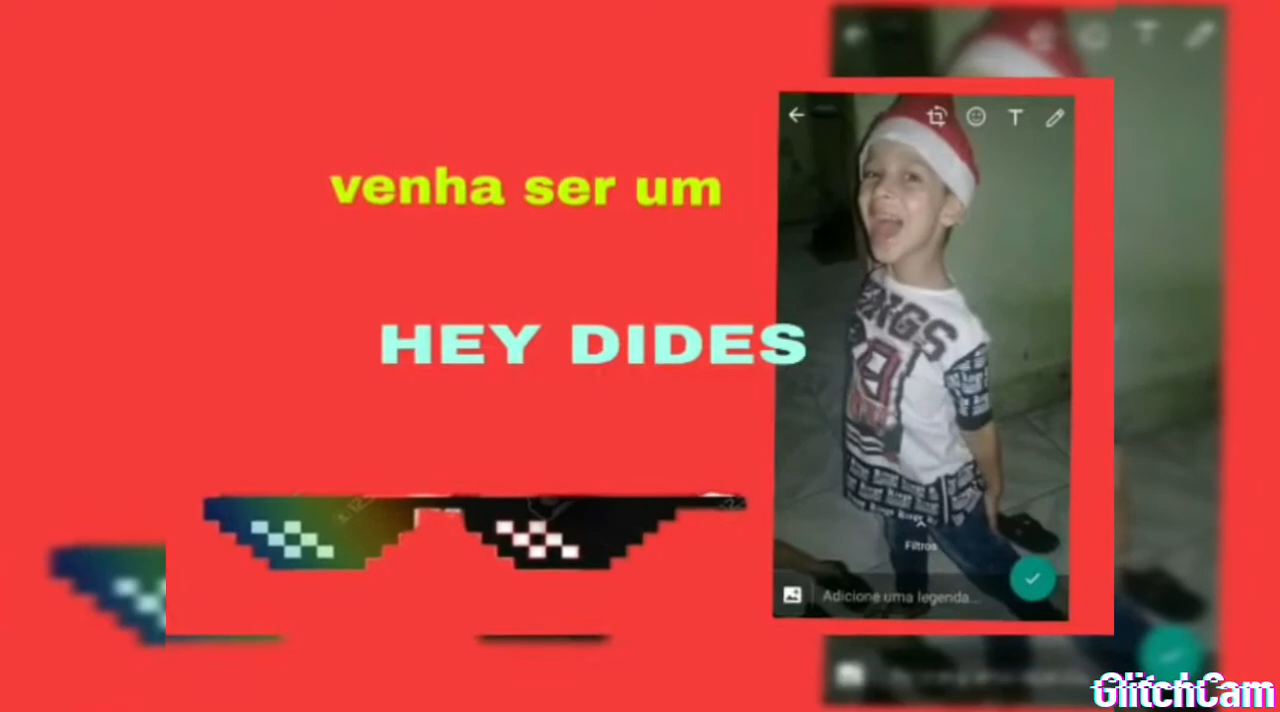 venha ser um
HEY DIDES
Filtros
Adicione uma legenda...
GlitchCam